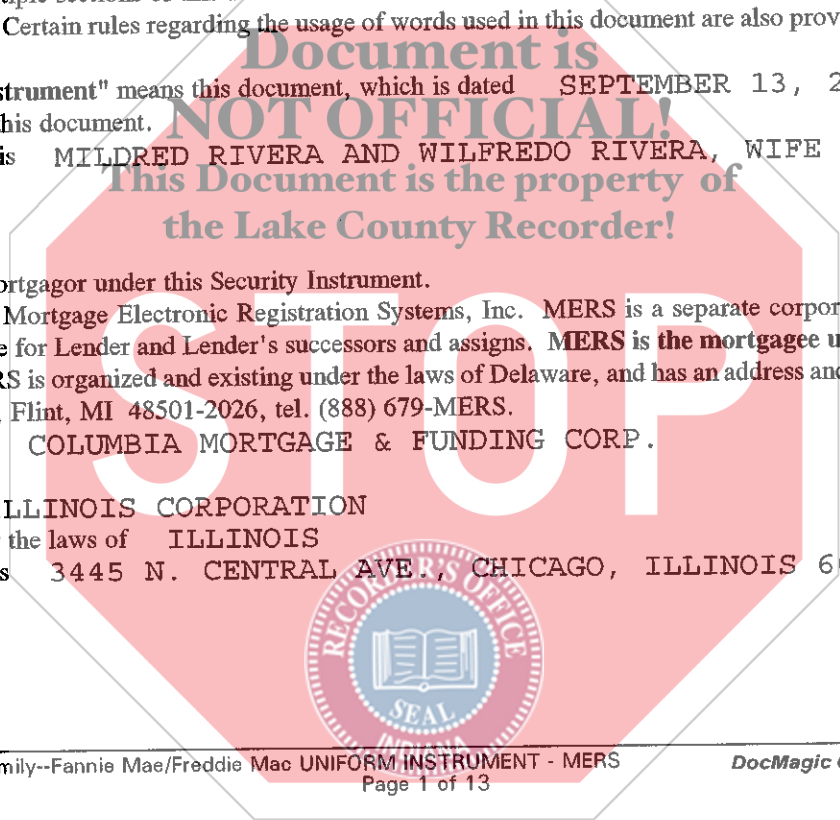 Certain rules regarding the usage of words used in this document are also prov
Document is
strument" means this document, which is dated SEPTEMBER 13, 2
NOT OFFICIAL!
his document.
is MILDRED RIVERA AND WILFREDO RIVERA, WIFE
This Document is the property of
the Lake County Recorder!
ortgagor under this Security Instrument.
Mortgage Electronic Registration Systems, Inc. MERS is a separate corpor
e for Lender and Lender's successors and assigns. MERS is the mortgagee u
RS is organized and existing under the laws of Delaware, and has an address and
Flint, MI 48501-2026, tel. (888) 679-MERS.
STOP
COLUMBIA MORTGAGE & FUNDING CORP.
ILLINOIS CORPORATION
the laws of ILLINOIS
s 3445 N. CENTRAL AVE., CHICAGO, ILLINOIS 6
RECORDER'S OFFICE
SEAL
INDIANA
mily--Fannie Mae/Freddie Mac UNIFORM INSTRUMENT - MERS DocMagic
Page 1 of 13